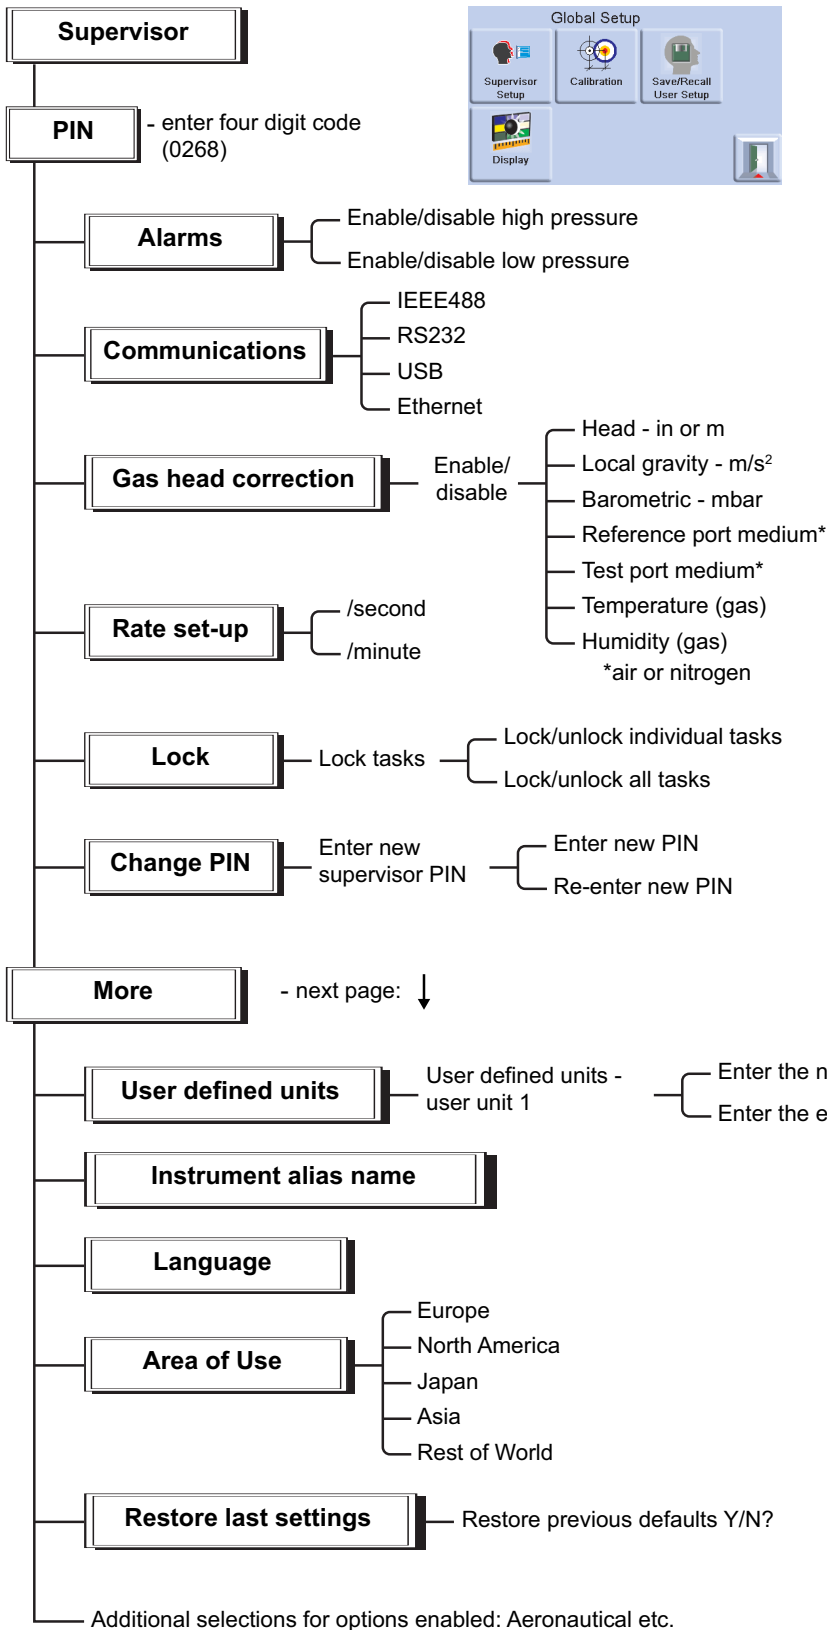 Supervisor
Global Setup
Supervisor
Setup
Calibration
Save/Recall
User Setup
Display
PIN
- enter four digit code
(0268)
Alarms
Enable/disable high pressure
Enable/disable low pressure
Communications
IEEE488
RS232
USB
Ethernet
Gas head correction
Enable/
disable
Head - in or m
Local gravity - m/s²
Barometric - mbar
Reference port medium*
Test port medium*
Temperature (gas)
Humidity (gas)
*air or nitrogen
Rate set-up
/second
/minute
Lock
Lock tasks
Lock/unlock individual tasks
Lock/unlock all tasks
Change PIN
Enter new
supervisor PIN
Enter new PIN
Re-enter new PIN
More
- next page:
User defined units
User defined units -
user unit 1
Enter the n
Enter the e
Instrument alias name
Language
Area of Use
Europe
North America
Japan
Asia
Rest of World
Restore last settings
Restore previous defaults Y/N?
Additional selections for options enabled: Aeronautical etc.